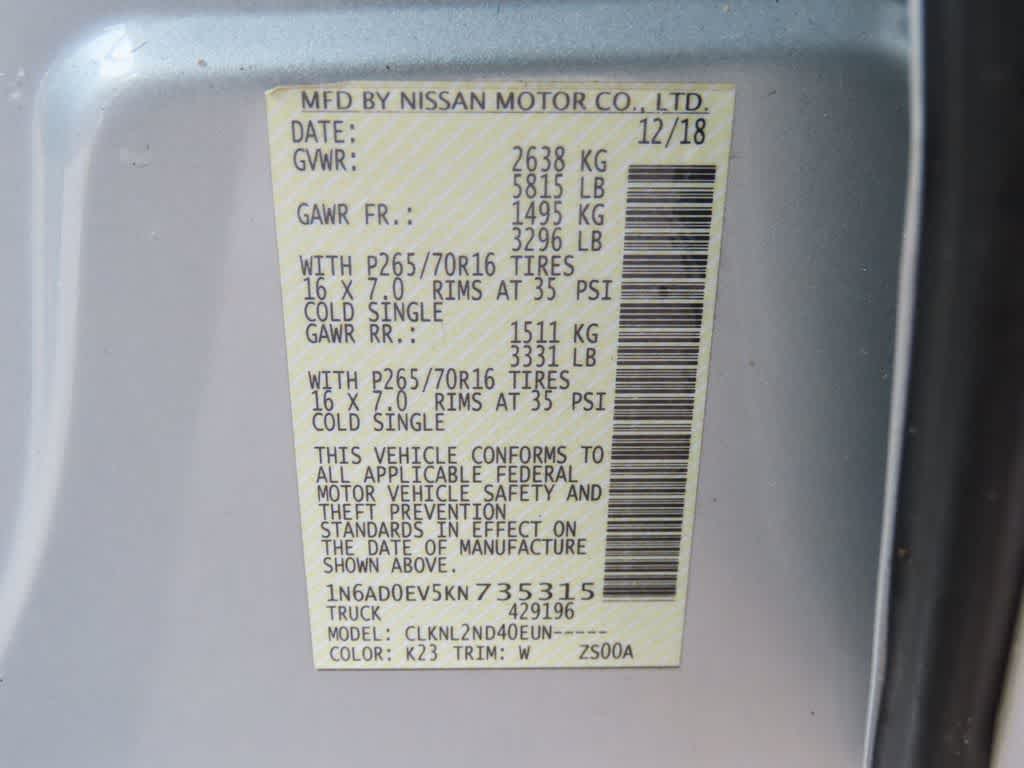 MFD BY NISSAN MOTOR CO., LTD.
DATE: 12/18
GVWR: 2638 KG
5815 LB
GAWR FR.: 1495 KG
3296 LB
WITH P265/70R16 TIRES
16 X 7.0 RIMS AT 35 PSI
COLD SINGLE
GAWR RR.: 1511 KG
3331 LB
WITH P265/70R16 TIRES
16 X 7.0 RIMS AT 35 PSI
COLD SINGLE
THIS VEHICLE CONFORMS TO
ALL APPLICABLE FEDERAL
MOTOR VEHICLE SAFETY AND
THEFT PREVENTION
STANDARDS IN EFFECT ON
THE DATE OF MANUFACTURE
SHOWN ABOVE.
1N6AD0EV5KN735315
TRUCK 429196
MODEL: CLKNL2ND40EUN-----
COLOR: K23 TRIM: W ZS00A